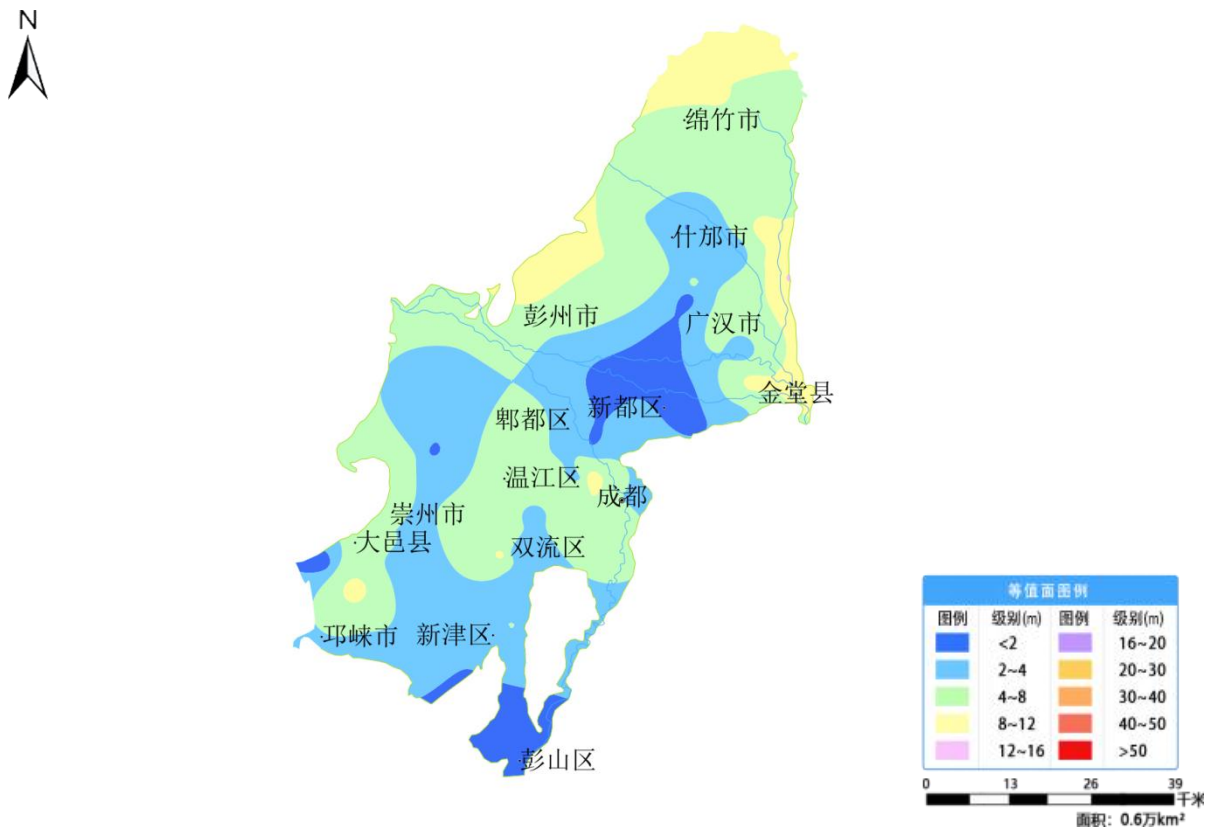 N
绵竹市
什邡市
彭州市
广汉市
金堂县
郫都区
新都区
温江区
成都
崇州市
大邑县
双流区
邛崃市
新津区
彭山区
等值面图例
图例 级别(m) 图例 级别(m)
<2 16~20
2~4 20~30
4~8 30~40
8~12 40~50
12~16 >50
0 13 26 39
千米
面积：0.6万km²